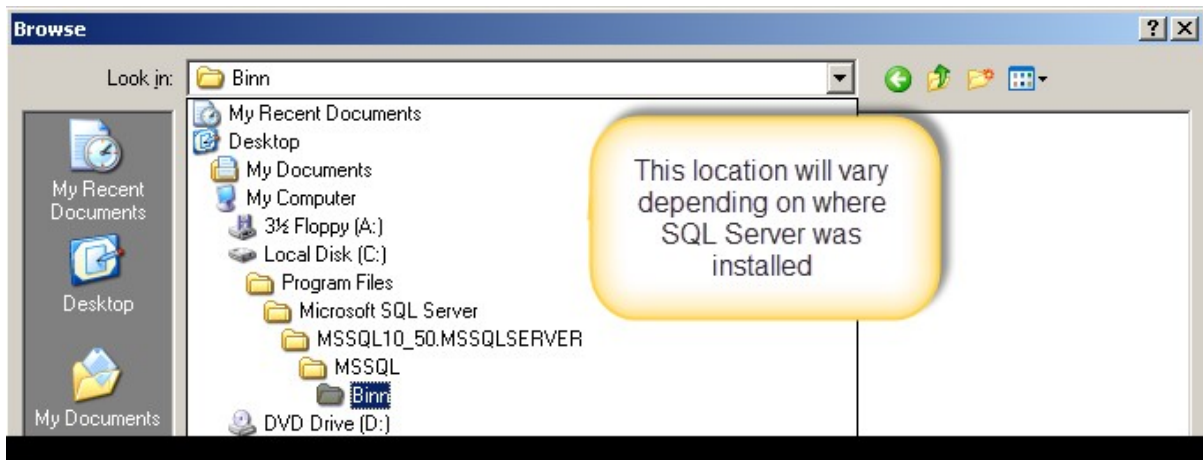 Browse
Look in:
Binn
My Recent Documents
Desktop
My Documents
My Computer
3½ Floppy (A:)
Local Disk (C:)
Program Files
Microsoft SQL Server
MSSQL10_50.MSSQLSERVER
MSSQL
Binn
DVD Drive (D:)
My Recent
Documents
Desktop
My Documents
This location will vary
depending on where
SQL Server was
installed